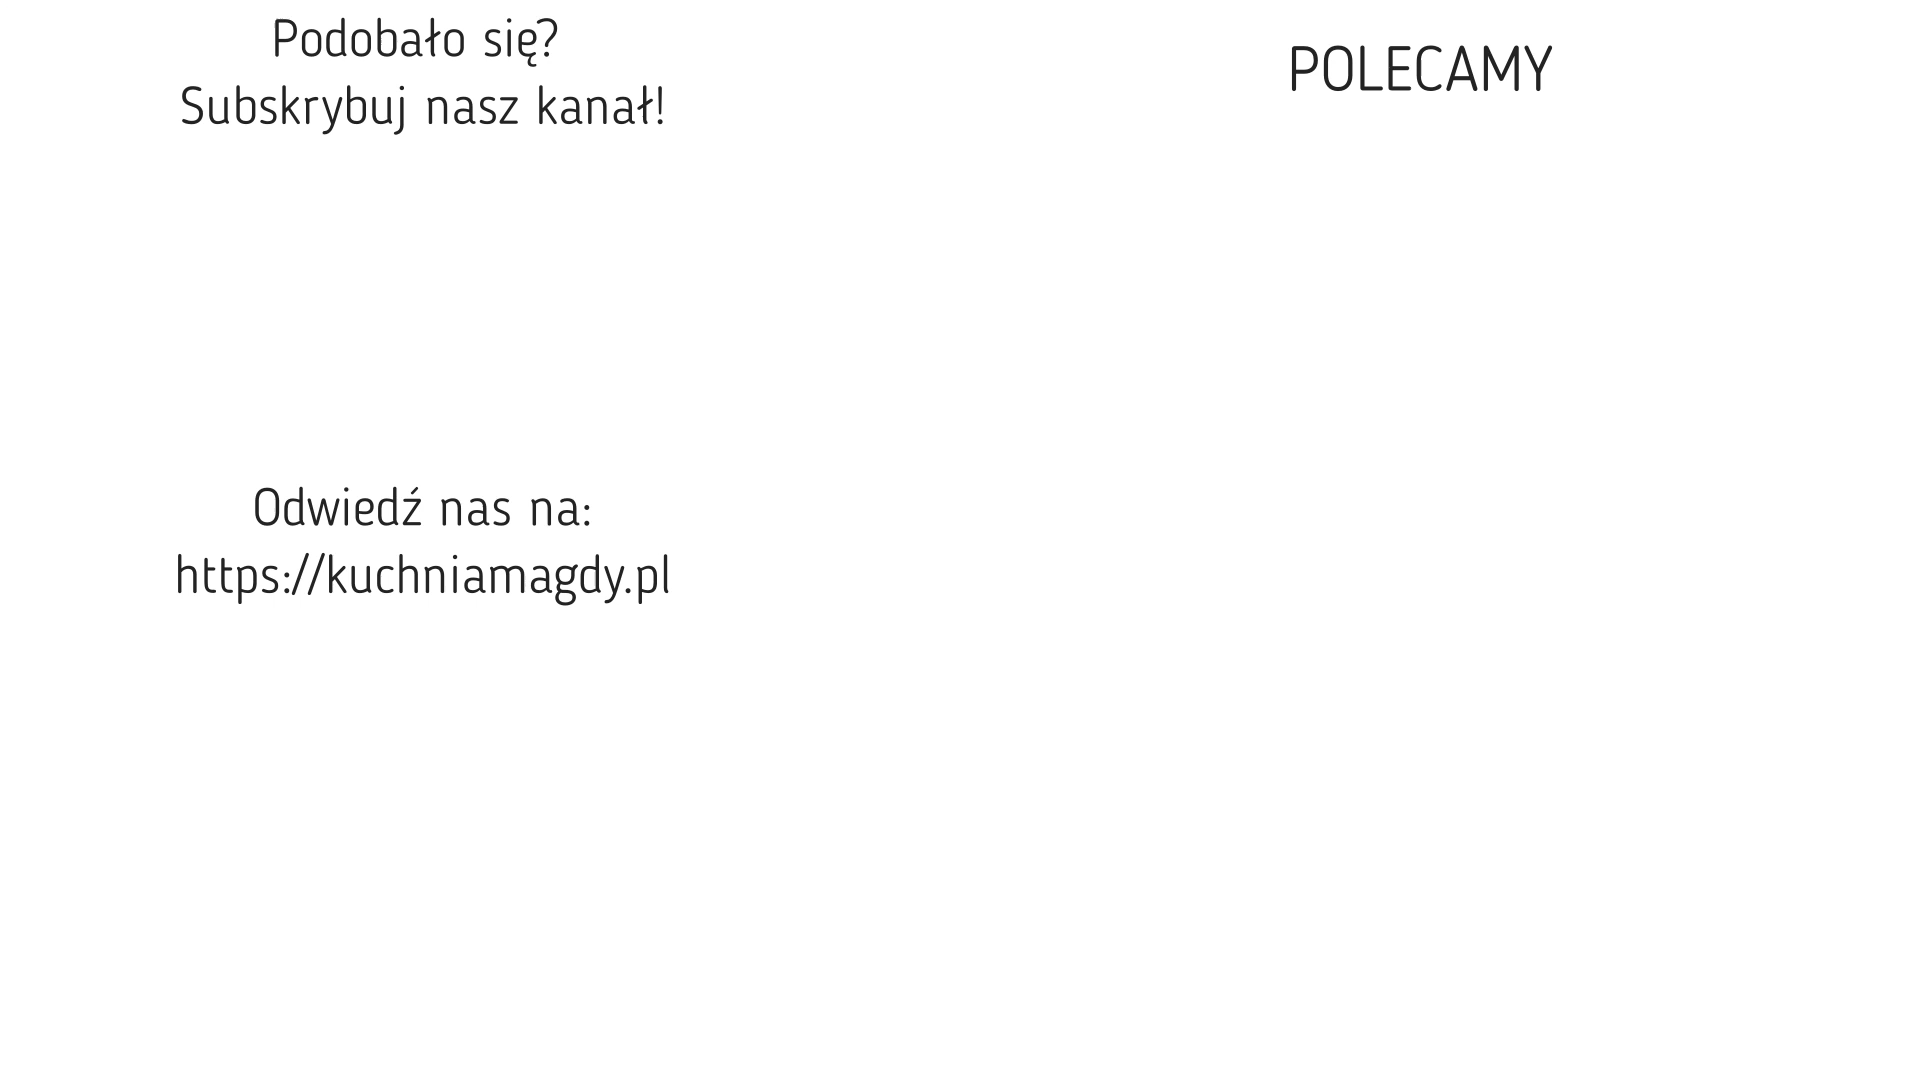 Podobało się?
Subskrybuj nasz kanał!
POLECAMY
Odwiedź nas na:
https://kuchniamagdy.pl